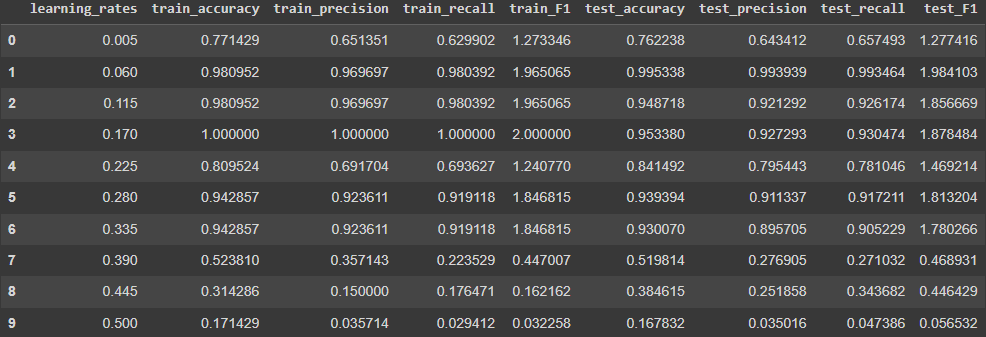 learning_rates train_accuracy train_precision train_recall train_F1 test_accuracy test_precision test_recall test_F1
0 0.005 0.771429 0.651351 0.629902 1.273346 0.762238 0.643412 0.657493 1.277416
1 0.060 0.980952 0.969697 0.980392 1.965065 0.995338 0.993939 0.993464 1.984103
2 0.115 0.980952 0.969697 0.980392 1.965065 0.948718 0.921292 0.926174 1.856669
3 0.170 1.000000 1.000000 1.000000 2.000000 0.953380 0.927293 0.930474 1.878484
4 0.225 0.809524 0.691704 0.693627 1.240770 0.841492 0.795443 0.781046 1.469214
5 0.280 0.942857 0.923611 0.919118 1.846815 0.939394 0.911337 0.917211 1.813204
6 0.335 0.942857 0.923611 0.919118 1.846815 0.930070 0.895705 0.905229 1.780266
7 0.390 0.523810 0.357143 0.223529 0.447007 0.519814 0.276905 0.271032 0.468931
8 0.445 0.314286 0.150000 0.176471 0.162162 0.384615 0.251858 0.343682 0.446429
9 0.500 0.171429 0.035714 0.029412 0.032258 0.167832 0.035016 0.047386 0.056532